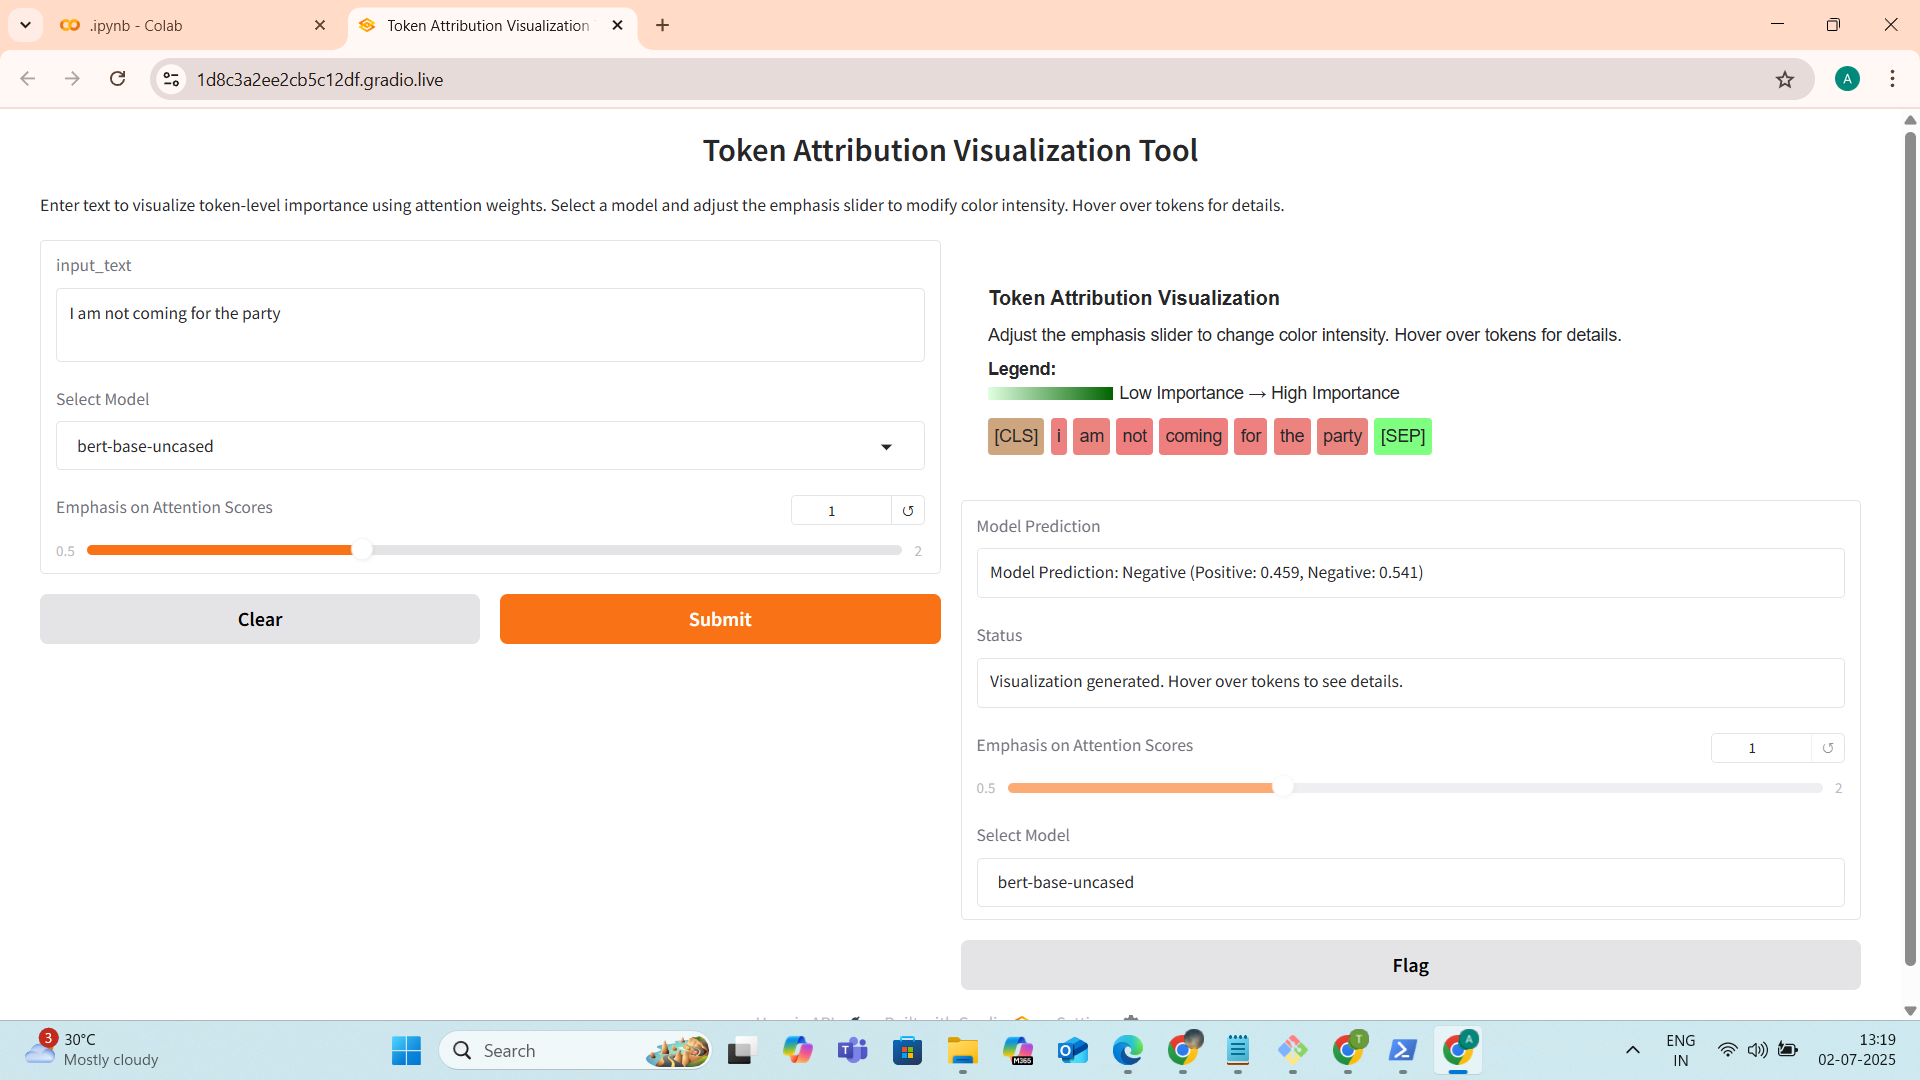 .ipynb - Colab
Token Attribution Visualization
1d8c3a2ee2cb5c12df.gradio.live
A
Token Attribution Visualization Tool
Enter text to visualize token-level importance using attention weights. Select a model and adjust the emphasis slider to modify color intensity. Hover over tokens for details.
input_text
I am not coming for the party
Select Model
bert-base-uncased
Emphasis on Attention Scores
1
0.5
2
Clear
Submit
Token Attribution Visualization
Adjust the emphasis slider to change color intensity. Hover over tokens for details.
Legend:
Low Importance → High Importance
[CLS] i am not coming for the party [SEP]
Model Prediction
Model Prediction: Negative (Positive: 0.459, Negative: 0.541)
Status
Visualization generated. Hover over tokens to see details.
Emphasis on Attention Scores
1
0.5
2
Select Model
bert-base-uncased
Flag
3
30°C
Mostly cloudy
Search
M365
T
A
ENG
IN
13:19
02-07-2025